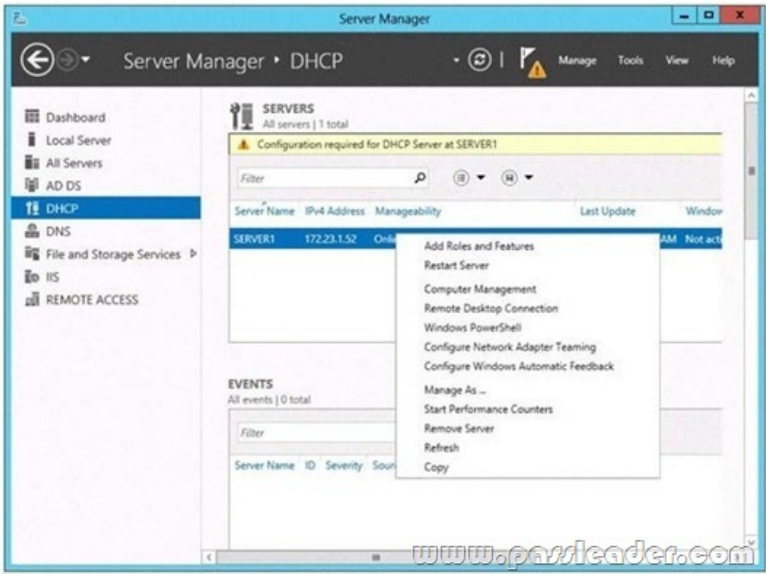 Server Manager
Server Manager ‣ DHCP
Manage Tools View Help
Dashboard
Local Server
All Servers
AD DS
DHCP
DNS
File and Storage Services
IIS
REMOTE ACCESS
SERVERS
All servers | 1 total
Configuration required for DHCP Server at SERVER1
Filter
Server Name IPv4 Address Manageability Last Update Window
SERVER1 172.23.1.52 Onli AM Not acti
Add Roles and Features
Restart Server
Computer Management
Remote Desktop Connection
Windows PowerShell
Configure Network Adapter Teaming
Configure Windows Automatic Feedback
Manage As ...
Start Performance Counters
Remove Server
Refresh
Copy
EVENTS
All events | 0 total
Filter
Server Name ID Severity Sour
www.passleader.com